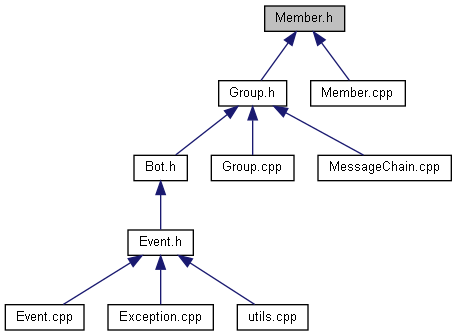 Member.h
Group.h
Member.cpp
Bot.h
Group.cpp
MessageChain.cpp
Event.h
Event.cpp
Exception.cpp
utils.cpp